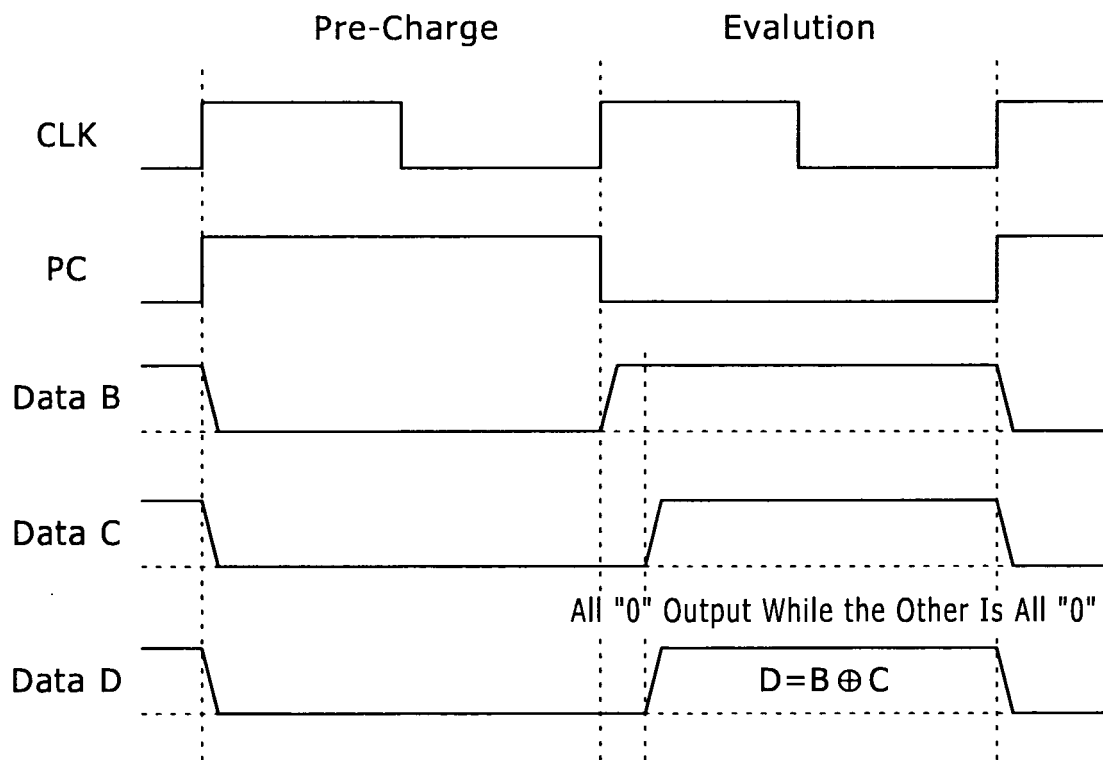 Pre-Charge
Evalution
CLK
PC
Data B
Data C
All "0" Output While the Other Is All "0"
Data D
D=B⊕C